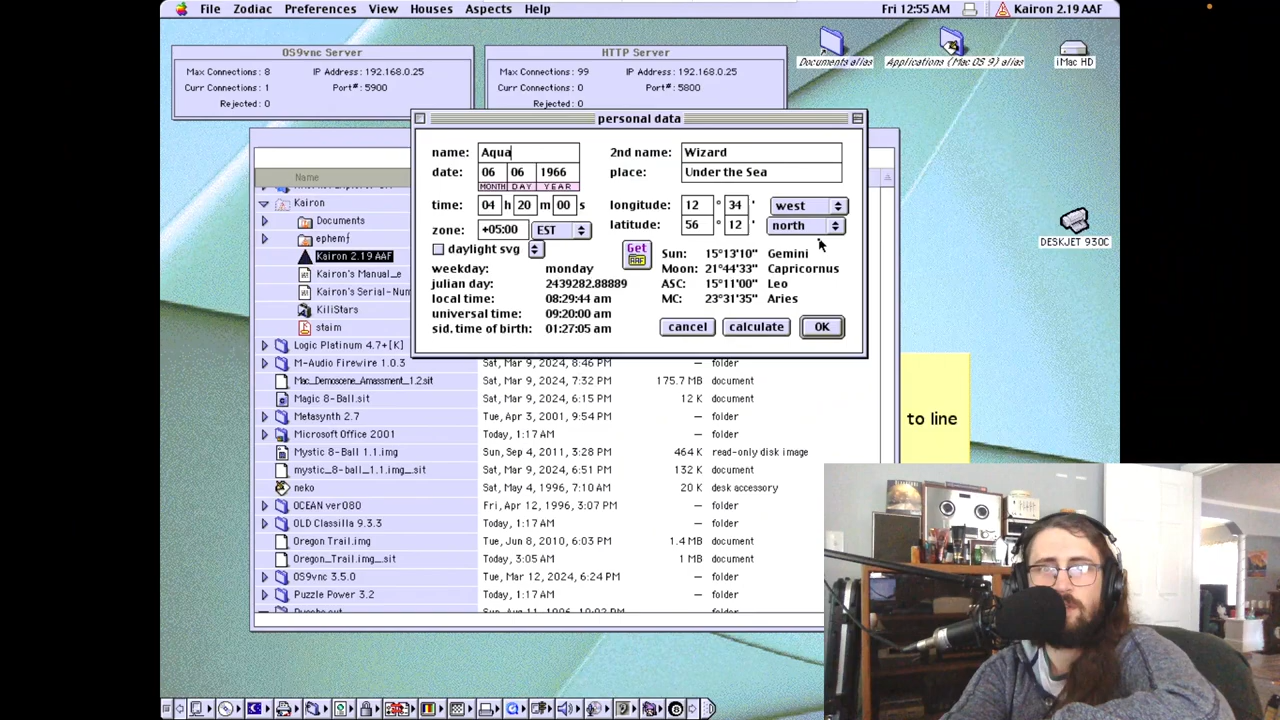 File Zodiac Preferences View Houses Aspects Help Fri 12:55 AM Kairon 2.19 AAF
OS9vnc Server
Max Connections: 8 IP Address: 192.168.0.25
Curr Connections: 1 Port#: 5900
Rejected: 0
HTTP Server
Max Connections: 99 IP Address: 192.168.0.25
Curr Connections: 0 Port#: 5800
Rejected: 0
Documents alias
Applications (Mac OS 9) alias
iMac HD
DESKJET 930C
personal data
name: Aqua 2nd name: Wizard
date: 06 06 1966 place: Under the Sea
MONTH DAY YEAR
time: 04 h 20 m 00 s longitude: 12 ° 34 ' west
zone: +05:00 EST latitude: 56 ° 12 ' north
daylight svg
Get
AAF
Sun: 15°13'10" Gemini
weekday: monday Moon: 21°44'33" Capricornus
julian day: 2439282.88889 ASC: 15°11'00" Leo
local time: 08:29:44 am MC: 23°31'35" Aries
universal time: 09:20:00 am
sid. time of birth: 01:27:05 am
cancel calculate OK
Name
Kairon
Documents
ephemƒ
Kairon 2.19 AAF
Kairon's Manual_e
Kairon's Serial-Num
KiliStars
staim
Logic Platinum 4.7+[K]
M-Audio Firewire 1.0.3 Sat, Mar 9, 2024, 8:46 PM — folder
Mac_Demoscene_Amassment_1.2.sit Sat, Mar 9, 2024, 7:32 PM 175.7 MB document
Magic 8-Ball.sit Sat, Mar 9, 2024, 6:15 PM 12 K document
Metasynth 2.7 Tue, Apr 3, 2001, 9:54 PM — folder
Microsoft Office 2001 Today, 1:17 AM — folder
Mystic 8-Ball 1.1.img Sun, Sep 4, 2011, 3:28 PM 464 K read-only disk image
mystic_8-ball_1.1.img_.sit Sat, Mar 9, 2024, 6:51 PM 132 K document
neko Sat, May 4, 1996, 7:10 AM 20 K desk accessory
OCEAN ver080 Fri, Apr 12, 1996, 3:07 PM — folder
OLD Classilla 9.3.3 Today, 1:17 AM — folder
Oregon Trail.img Tue, Jun 8, 2010, 6:03 PM 1.4 MB document
Oregon_Trail.img_.sit Today, 3:05 AM 1 MB document
OS9vnc 3.5.0 Tue, Mar 12, 2024, 6:24 PM — folder
Puzzle Power 3.2 Today, 1:17 AM — folder
to line